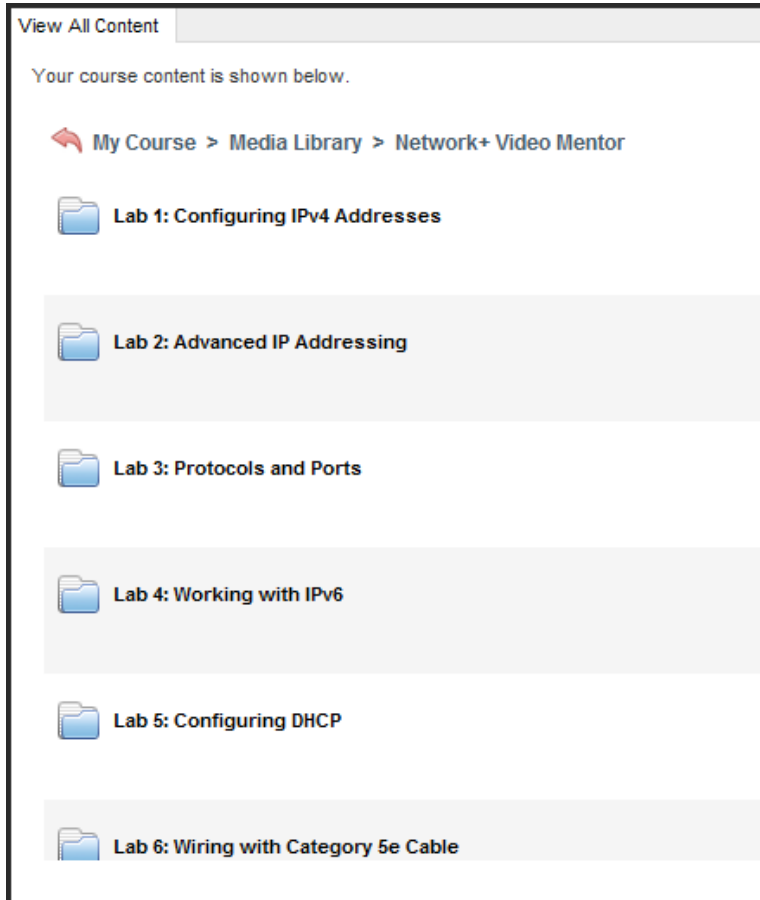 View All Content
Your course content is shown below.
My Course > Media Library > Network+ Video Mentor
Lab 1: Configuring IPv4 Addresses
Lab 2: Advanced IP Addressing
Lab 3: Protocols and Ports
Lab 4: Working with IPv6
Lab 5: Configuring DHCP
Lab 6: Wiring with Category 5e Cable